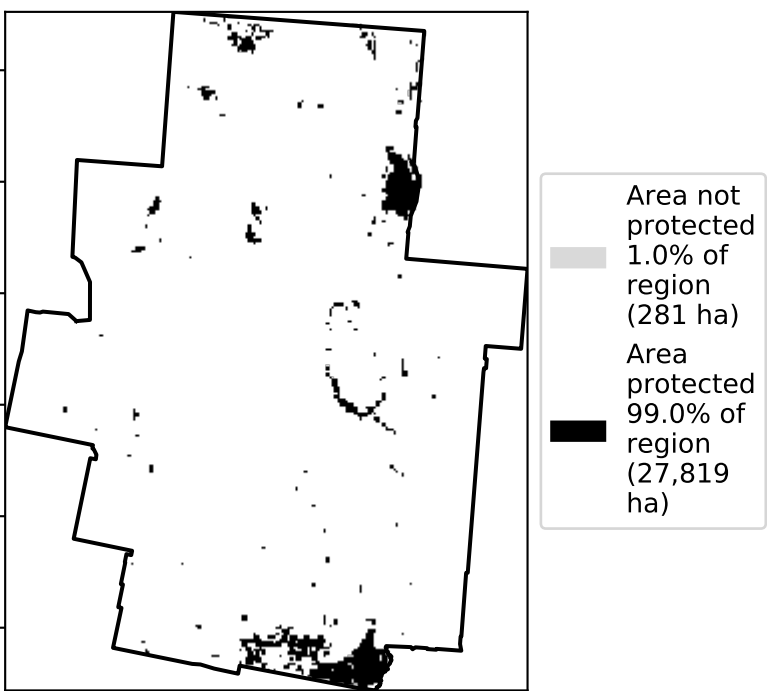 Area not
protected
1.0% of
region
(281 ha)
Area
protected
99.0% of
region
(27,819
ha)